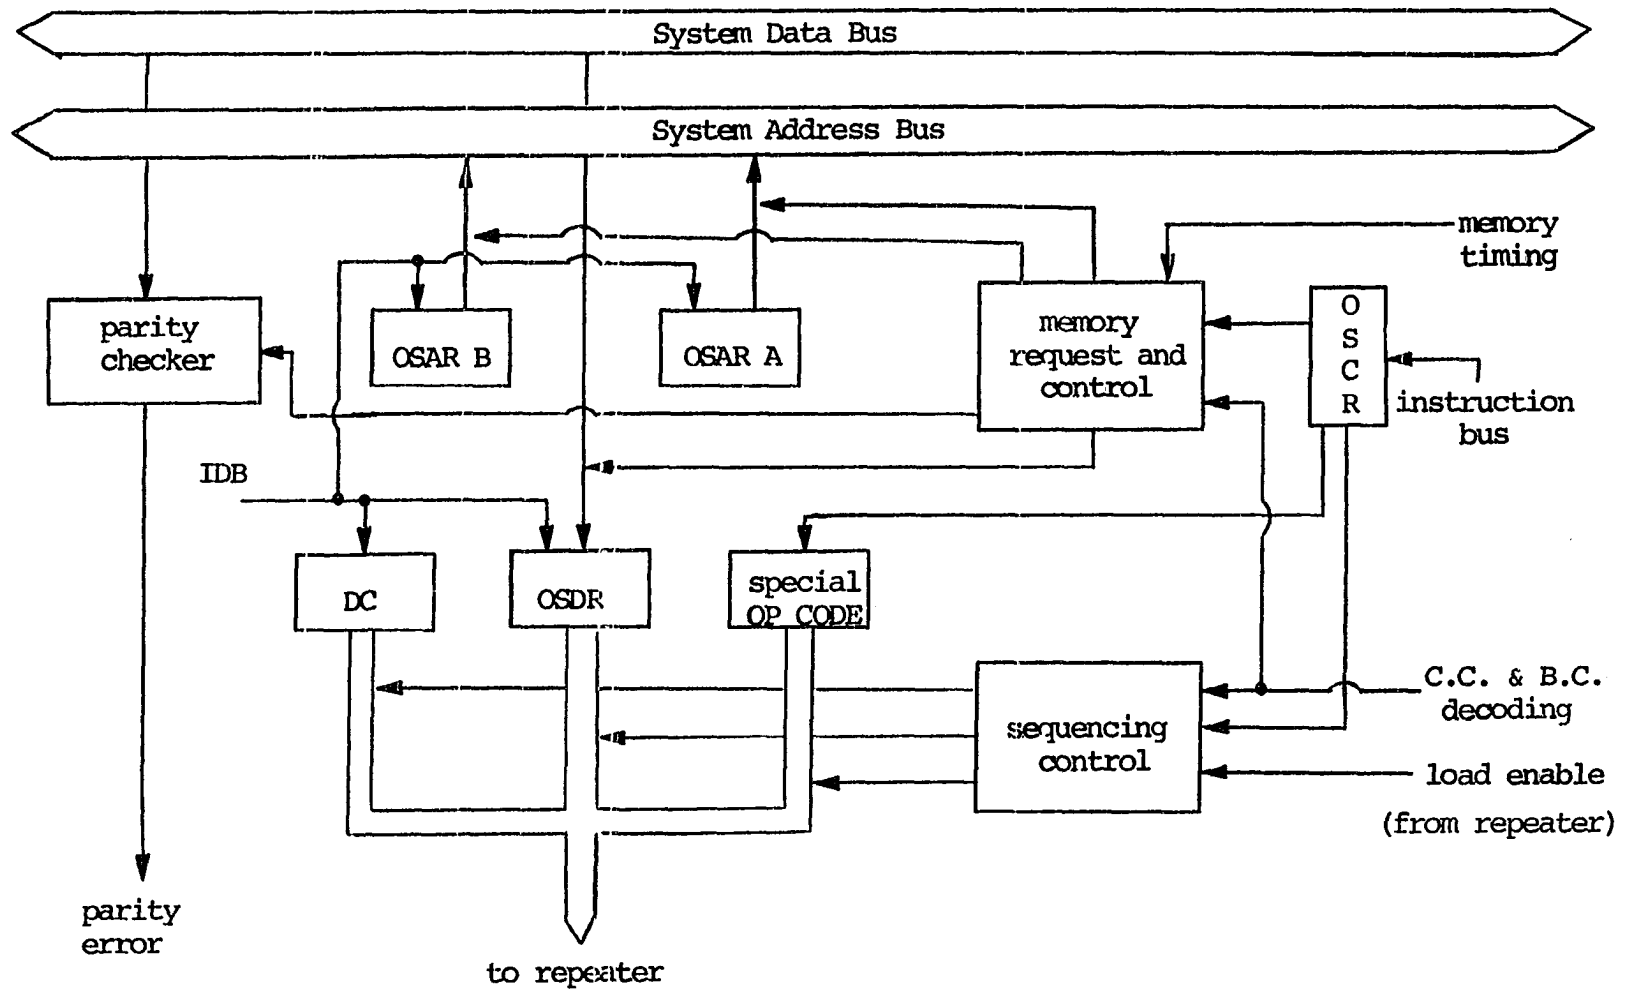 System Data Bus
System Address Bus
memory
timing
parity
checker
OSAR B
OSAR A
memory
request and
control
O
S
C
R
instruction
bus
IDB
DC
OSDR
special
OP CODE
sequencing
control
C.C. & B.C.
decoding
load enable
(from repeater)
parity
error
to repeater